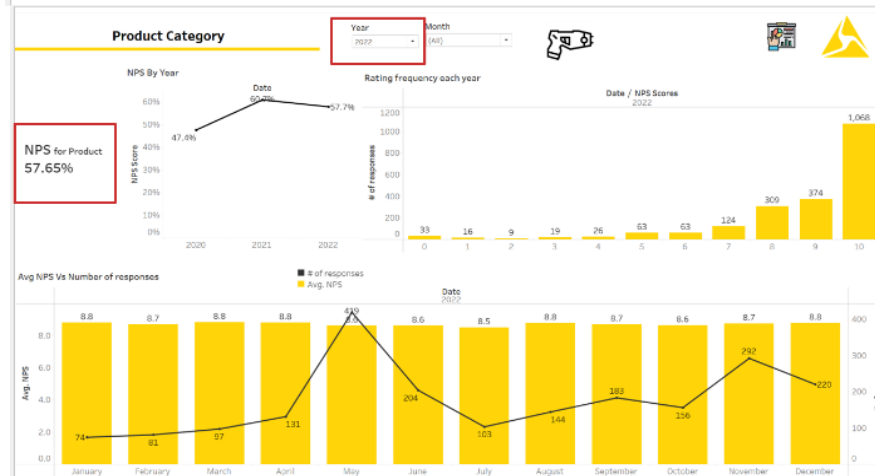 Product Category
Year
Month
2022
(All)
NPS By Year
Date
60%
50%
40%
30%
20%
10%
0%
NPS Score
47.4%
60.7%
57.7%
2020
2021
2022
NPS for Product
57.65%
Rating frequency each year
Date / NPS Scores
2022
1200
1000
800
600
400
200
0
# of responses
33
16
9
19
26
63
63
124
309
374
1,068
0
1
2
3
4
5
6
7
8
9
10
Avg NPS Vs Number of responses
# of responses
Avg. NPS
Date
2022
8.0
6.0
4.0
2.0
0.0
Avg. NPS
8.8
8.7
8.8
8.8
8.6
8.6
8.5
8.8
8.7
8.6
8.7
8.8
74
81
97
131
419
204
103
144
183
156
292
220
400
300
200
100
0
January
February
March
April
May
June
July
August
September
October
November
December